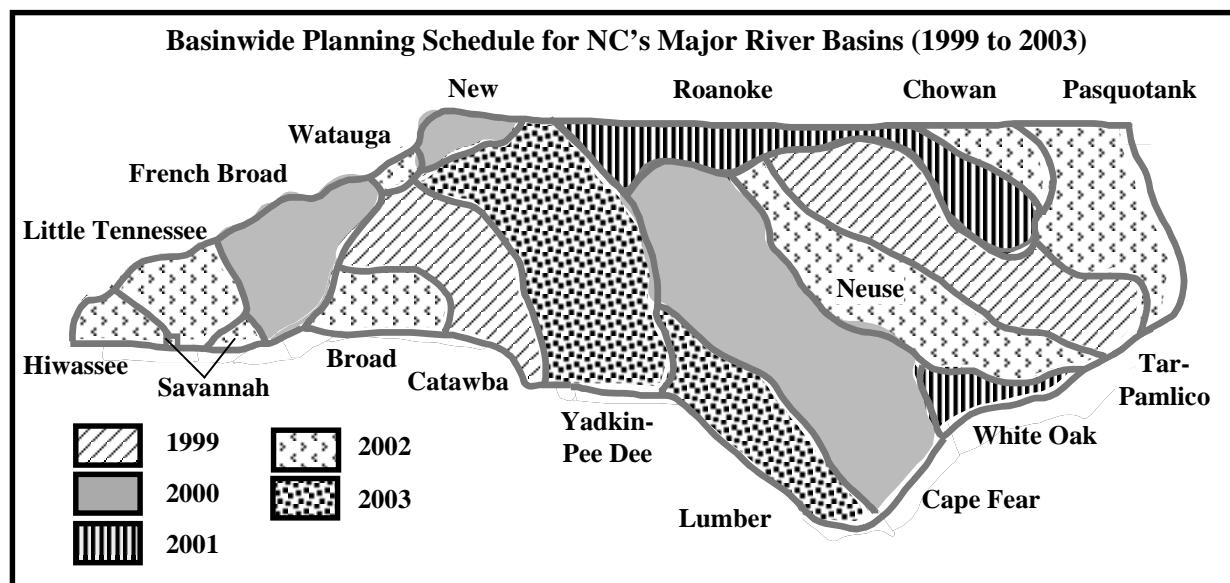 Basinwide Planning Schedule for NC's Major River Basins (1999 to 2003)
New
Roanoke
Chowan
Pasquotank
Watauga
French Broad
Little Tennessee
Neuse
Hiwassee
Savannah
Broad
Catawba
Yadkin-
Pee Dee
Tar-
Pamlico
White Oak
Cape Fear
Lumber
1999
2000
2001
2002
2003